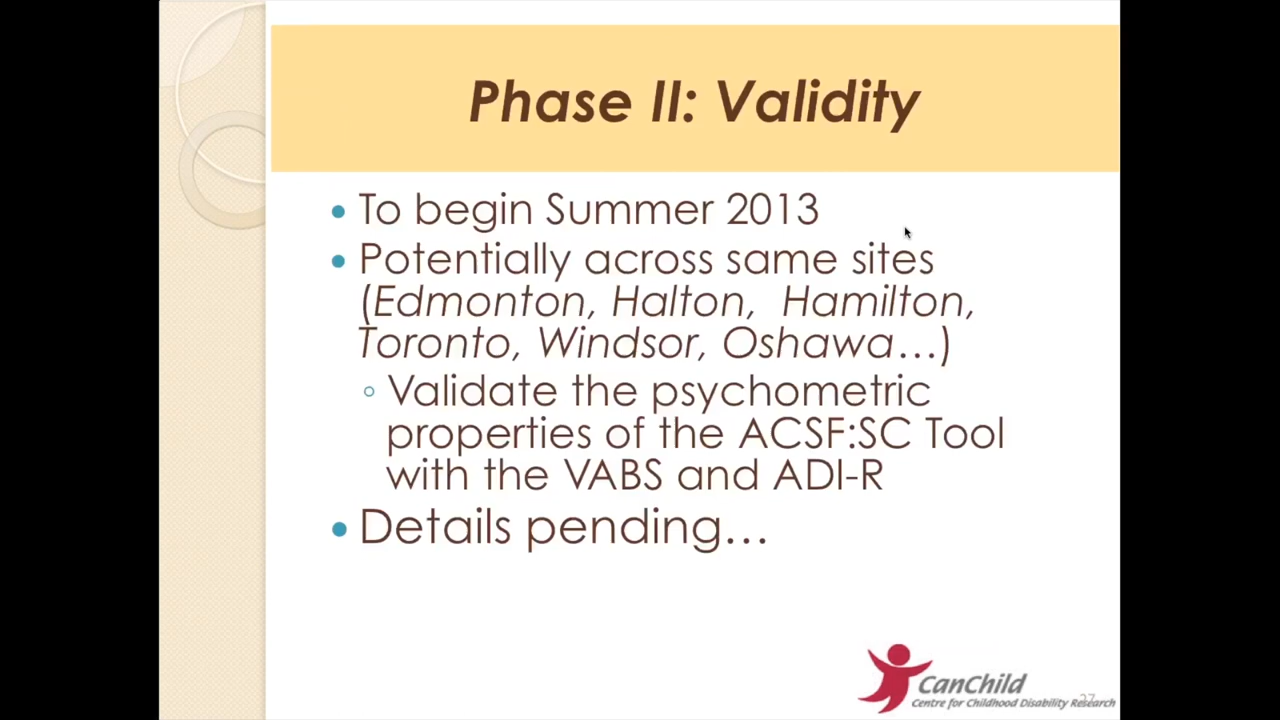 Phase II: Validity
• To begin Summer 2013
• Potentially across same sites
(Edmonton, Halton, Hamilton,
Toronto, Windsor, Oshawa…)
◦ Validate the psychometric
properties of the ACSF:SC Tool
with the VABS and ADI-R
• Details pending…
CanChild
27
Centre for Childhood Disability Research